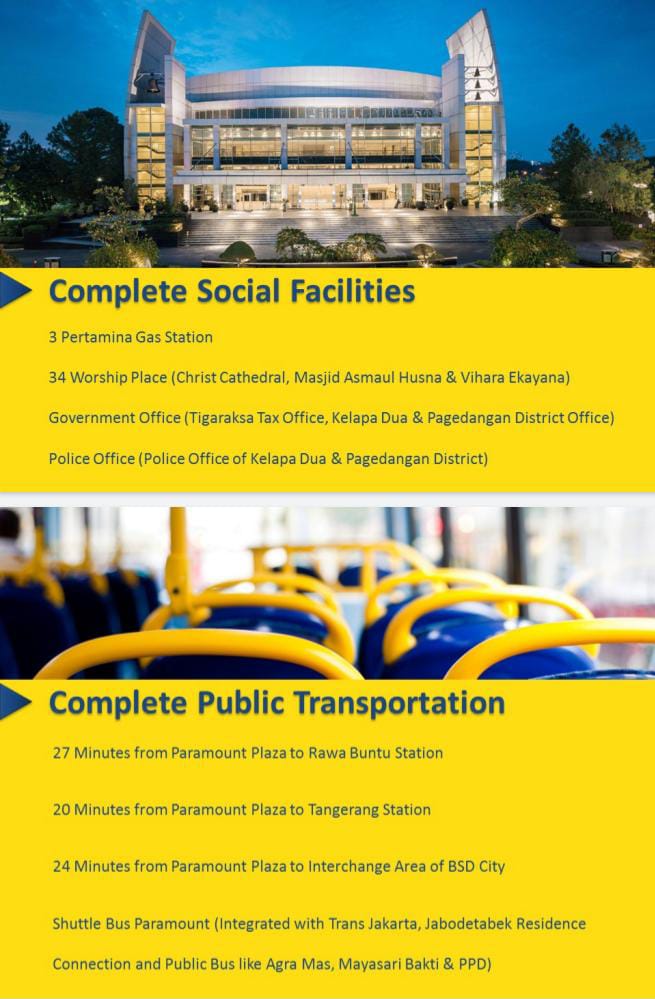 Complete Social Facilities
3 Pertamina Gas Station
34 Worship Place (Christ Cathedral, Masjid Asmaul Husna & Vihara Ekayana)
Government Office (Tigaraksa Tax Office, Kelapa Dua & Pagedangan District Office)
Police Office (Police Office of Kelapa Dua & Pagedangan District)
Complete Public Transportation
27 Minutes from Paramount Plaza to Rawa Buntu Station
20 Minutes from Paramount Plaza to Tangerang Station
24 Minutes from Paramount Plaza to Interchange Area of BSD City
Shuttle Bus Paramount (Integrated with Trans Jakarta, Jabodetabek Residence
Connection and Public Bus like Agra Mas, Mayasari Bakti & PPD)